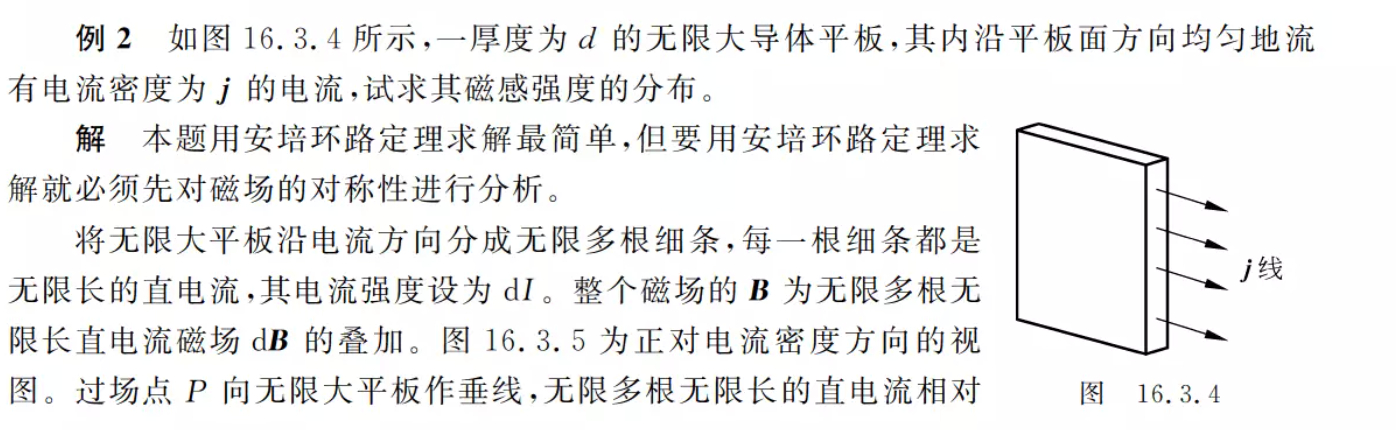 例 2 如图 16.3.4 所示,一厚度为 d 的无限大导体平板,其内沿平板面方向均匀地流
有电流密度为 j 的电流,试求其磁感强度的分布。
解 本题用安培环路定理求解最简单,但要用安培环路定理求
解就必须先对磁场的对称性进行分析。
将无限大平板沿电流方向分成无限多根细条,每一根细条都是
无限长的直电流,其电流强度设为 dI。整个磁场的 B 为无限多根无
限长直电流磁场 dB 的叠加。图 16.3.5 为正对电流密度方向的视
图。过场点 P 向无限大平板作垂线,无限多根无限长的直电流相对
j 线
图 16.3.4